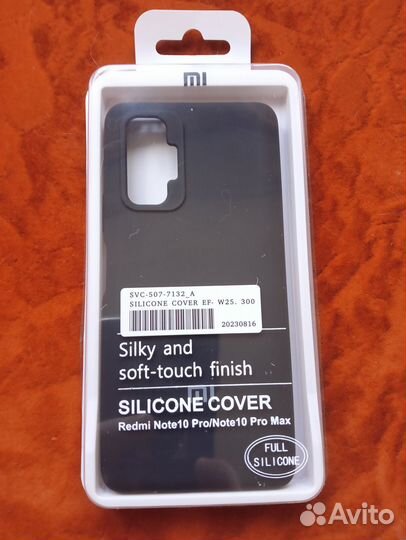 MI
SVC-507-7132_A
SILICONE COVER EF- W25. 300
20230816
Silky and
soft-touch finish
MI
SILICONE COVER
Redmi Note10 Pro/Note10 Pro Max
FULL
SILICONE
Avito